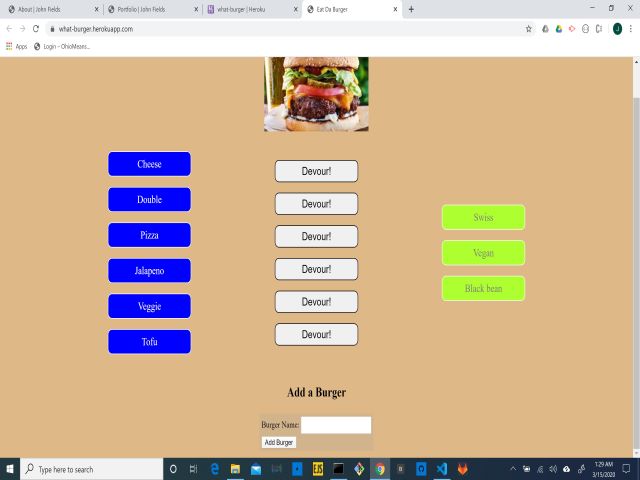 About | John Fields
Portfolio | John Fields
what-burger | Heroku
Eat Da Burger
what-burger.herokuapp.com
Apps
Login – OhioMeans...
Cheese
Devour!
Double
Devour!
Swiss
Pizza
Devour!
Vegan
Jalapeno
Devour!
Black bean
Veggie
Devour!
Tofu
Devour!
Add a Burger
Burger Name:
Add Burger
Type here to search
1:29 AM
3/15/2020